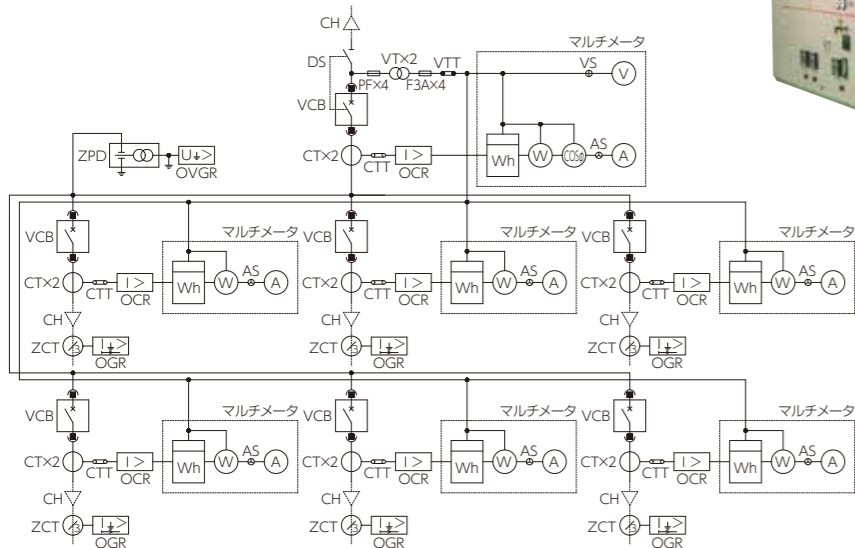 CH
DS
VT×2
VTT
PF×4
F3A×4
マルチメータ
VS
V
VCB
CT×2
CTT
I>
OCR
Wh
W
COSφ
AS
A
ZPD
U⏚>
OVGR
VCB
CT×2
CTT
I>
OCR
マルチメータ
Wh
W
AS
A
CH
ZCT
3
I⏚>
OGR
VCB
CT×2
CTT
I>
OCR
マルチメータ
Wh
W
AS
A
CH
ZCT
3
I⏚>
OGR
VCB
CT×2
CTT
I>
OCR
マルチメータ
Wh
W
AS
A
CH
ZCT
3
I⏚>
OGR
VCB
CT×2
CTT
I>
OCR
マルチメータ
Wh
W
AS
A
CH
ZCT
3
I⏚>
OGR
VCB
CT×2
CTT
I>
OCR
マルチメータ
Wh
W
AS
A
CH
ZCT
3
I⏚>
OGR
VCB
CT×2
CTT
I>
OCR
マルチメータ
Wh
W
AS
A
CH
ZCT
3
I⏚>
OGR